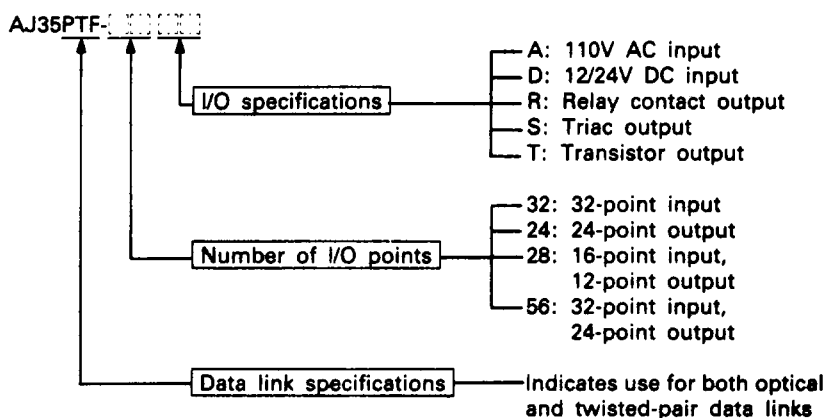 AJ35PTF-
I/O specifications
A: 110V AC input
D: 12/24V DC input
R: Relay contact output
S: Triac output
T: Transistor output
Number of I/O points
32: 32-point input
24: 24-point output
28: 16-point input,
12-point output
56: 32-point input,
24-point output
Data link specifications
Indicates use for both optical
and twisted-pair data links